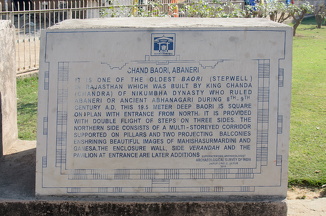 CHAND BAORI, ABANERI
IT IS ONE OF THE OLDEST BAORI (STEPWELL)
IN RAJASTHAN WHICH WAS BUILT BY KING CHANDA
(CHANDRA) OF NIKUMBHA DYNASTY WHO RULED
ABANERI OR ANCIENT ABHANAGARI DURING 8TH-9TH
CENTURY A.D. THIS 19.5 METER DEEP BAORI IS SQUARE
ON PLAN WITH ENTRANCE FROM NORTH. IT IS PROVIDED
WITH DOUBLE FLIGHT OF STEPS ON THREE SIDES. THE
NORTHERN SIDE CONSISTS OF A MULTI-STOREYED CORRIDOR
SUPPORTED ON PILLARS AND TWO PROJECTING BALCONIES
ENSHRINING BEAUTIFUL IMAGES OF MAHISHASURMARDINI AND
GANESA. THE ENCLOSURE WALL, SIDE VERANDAH AND THE
PAVILION AT ENTRANCE ARE LATER ADDITIONS